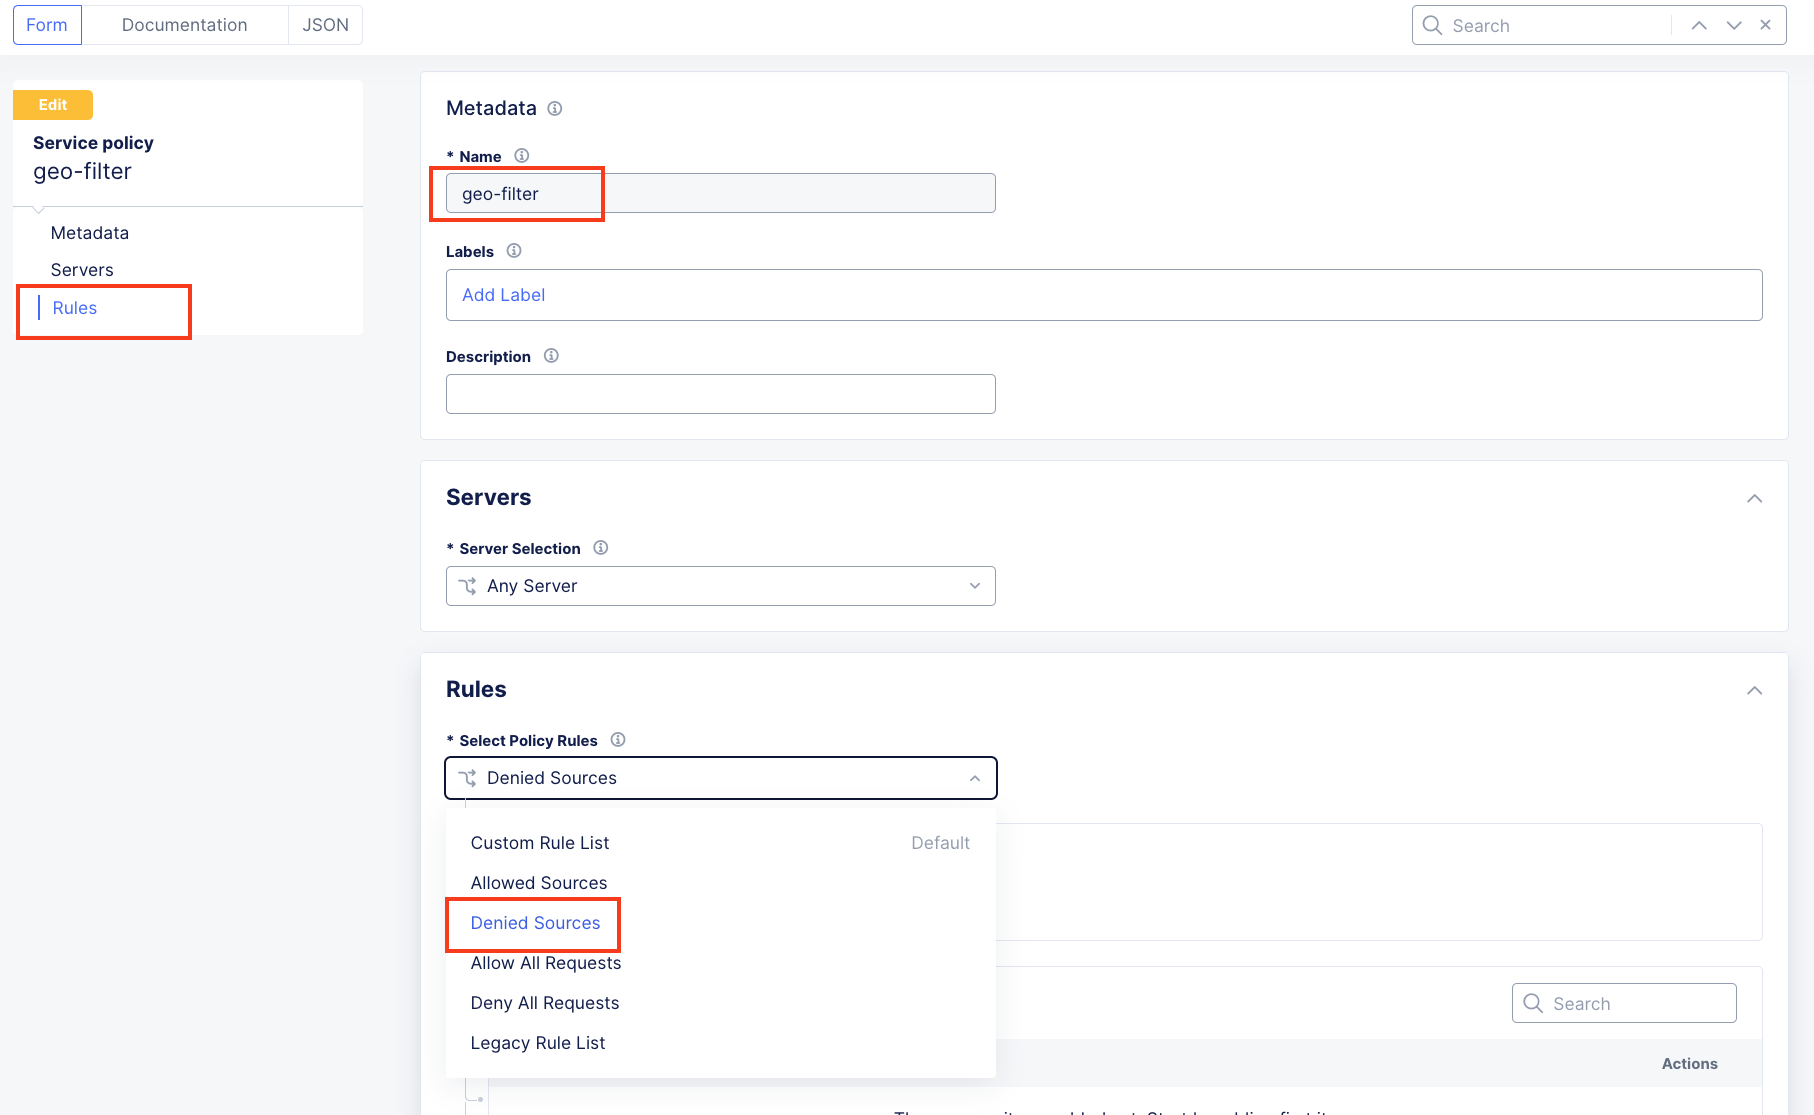 Form
Documentation
JSON
Search
Edit
Service policy
geo-filter
Metadata
Servers
Rules
Metadata
* Name
geo-filter
Labels
Add Label
Description
Servers
* Server Selection
Any Server
Rules
* Select Policy Rules
Denied Sources
Custom Rule List Default
Allowed Sources
Denied Sources
Allow All Requests
Deny All Requests
Legacy Rule List
Search
Actions